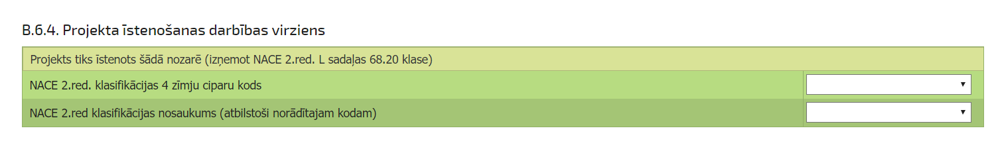 B.6.4. Projekta īstenošanas darbības virziens
Projekts tiks īstenots šādā nozarē (izņemot NACE 2.red. L sadaļas 68.20 klase)
NACE 2.red. klasifikācijas 4 zīmju ciparu kods
NACE 2.red klasifikācijas nosaukums (atbilstoši norādītajam kodam)